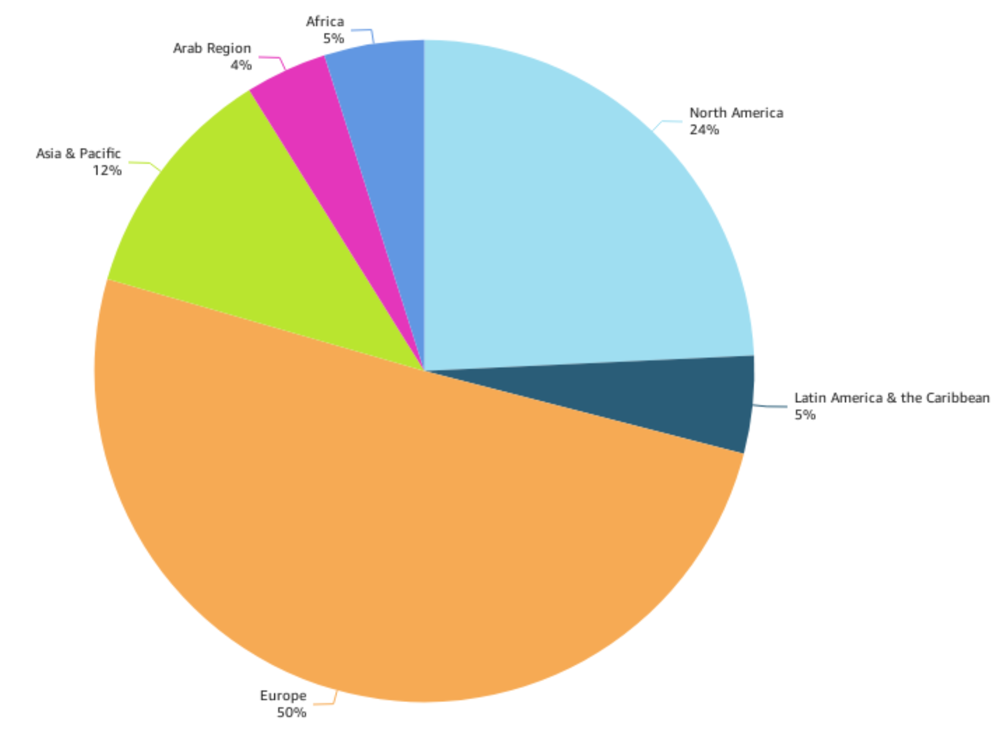 Africa
5%
Arab Region
4%
North America
24%
Asia & Pacific
12%
Latin America & the Caribbean
5%
Europe
50%